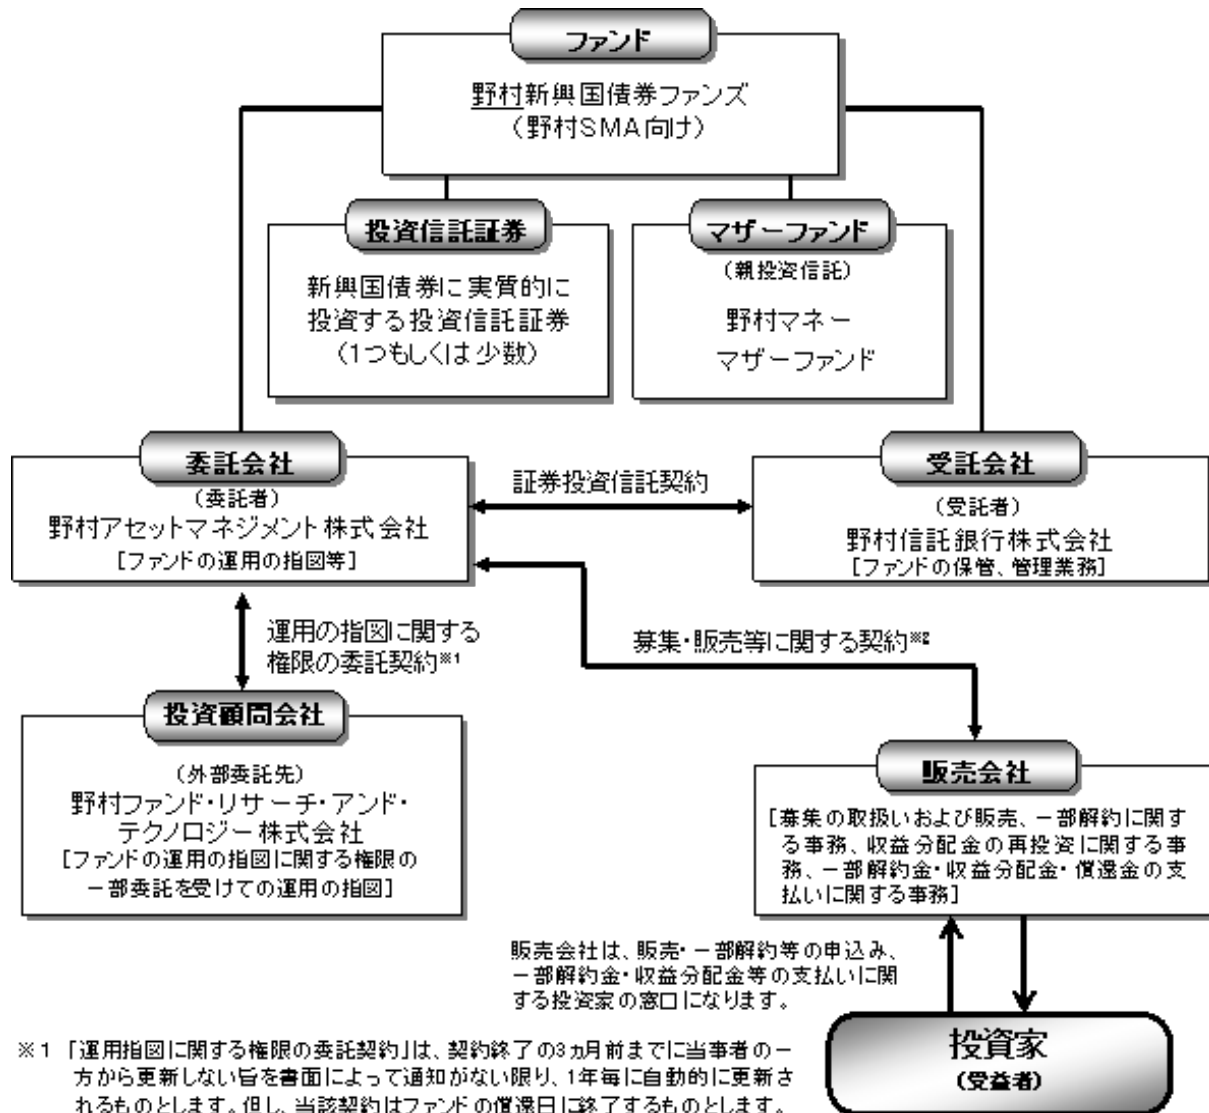 ファンド
野村新興国債券ファンズ
（野村SMA向け）
投資信託証券
新興国債券に実質的に
投資する投資信託証券
（1つもしくは少数）
マザーファンド
（親投資信託）
野村マネー
マザーファンド
委託会社
（委託者）
野村アセットマネジメント株式会社
［ファンドの運用の指図等］
証券投資信託契約
受託会社
（受託者）
野村信託銀行株式会社
［ファンドの保管、管理業務］
運用の指図に関する
権限の委託契約※1
募集・販売等に関する契約※2
投資顧問会社
（外部委託先）
野村ファンド・リサーチ・アンド・
テクノロジー株式会社
［ファンドの運用の指図に関する権限の
一部委託を受けての運用の指図］
販売会社
［募集の取扱いおよび販売、一部解約に関す
る事務、収益分配金の再投資に関する事
務、一部解約金・収益分配金・償還金の支
払いに関する事務］
販売会社は、販売・一部解約等の申込み、
一部解約金・収益分配金等の支払いに関
する投資家の窓口になります。
投資家
（受益者）
※1 「運用指図に関する権限の委託契約」は、契約終了の3ヵ月前までに当事者の一
方から更新しない旨を書面によって通知がない限り、1年毎に自動的に更新さ
れるものとします。但し、当該契約はファンドの償還日に終了するものとします。